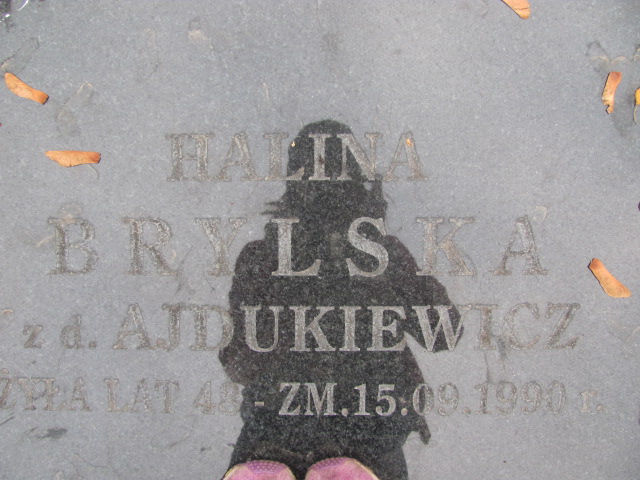 HALINA
BRYLSKA
z d. AJDUKIEWICZ
ŻYŁA LAT 48 - ZM. 15.09.1990 r.